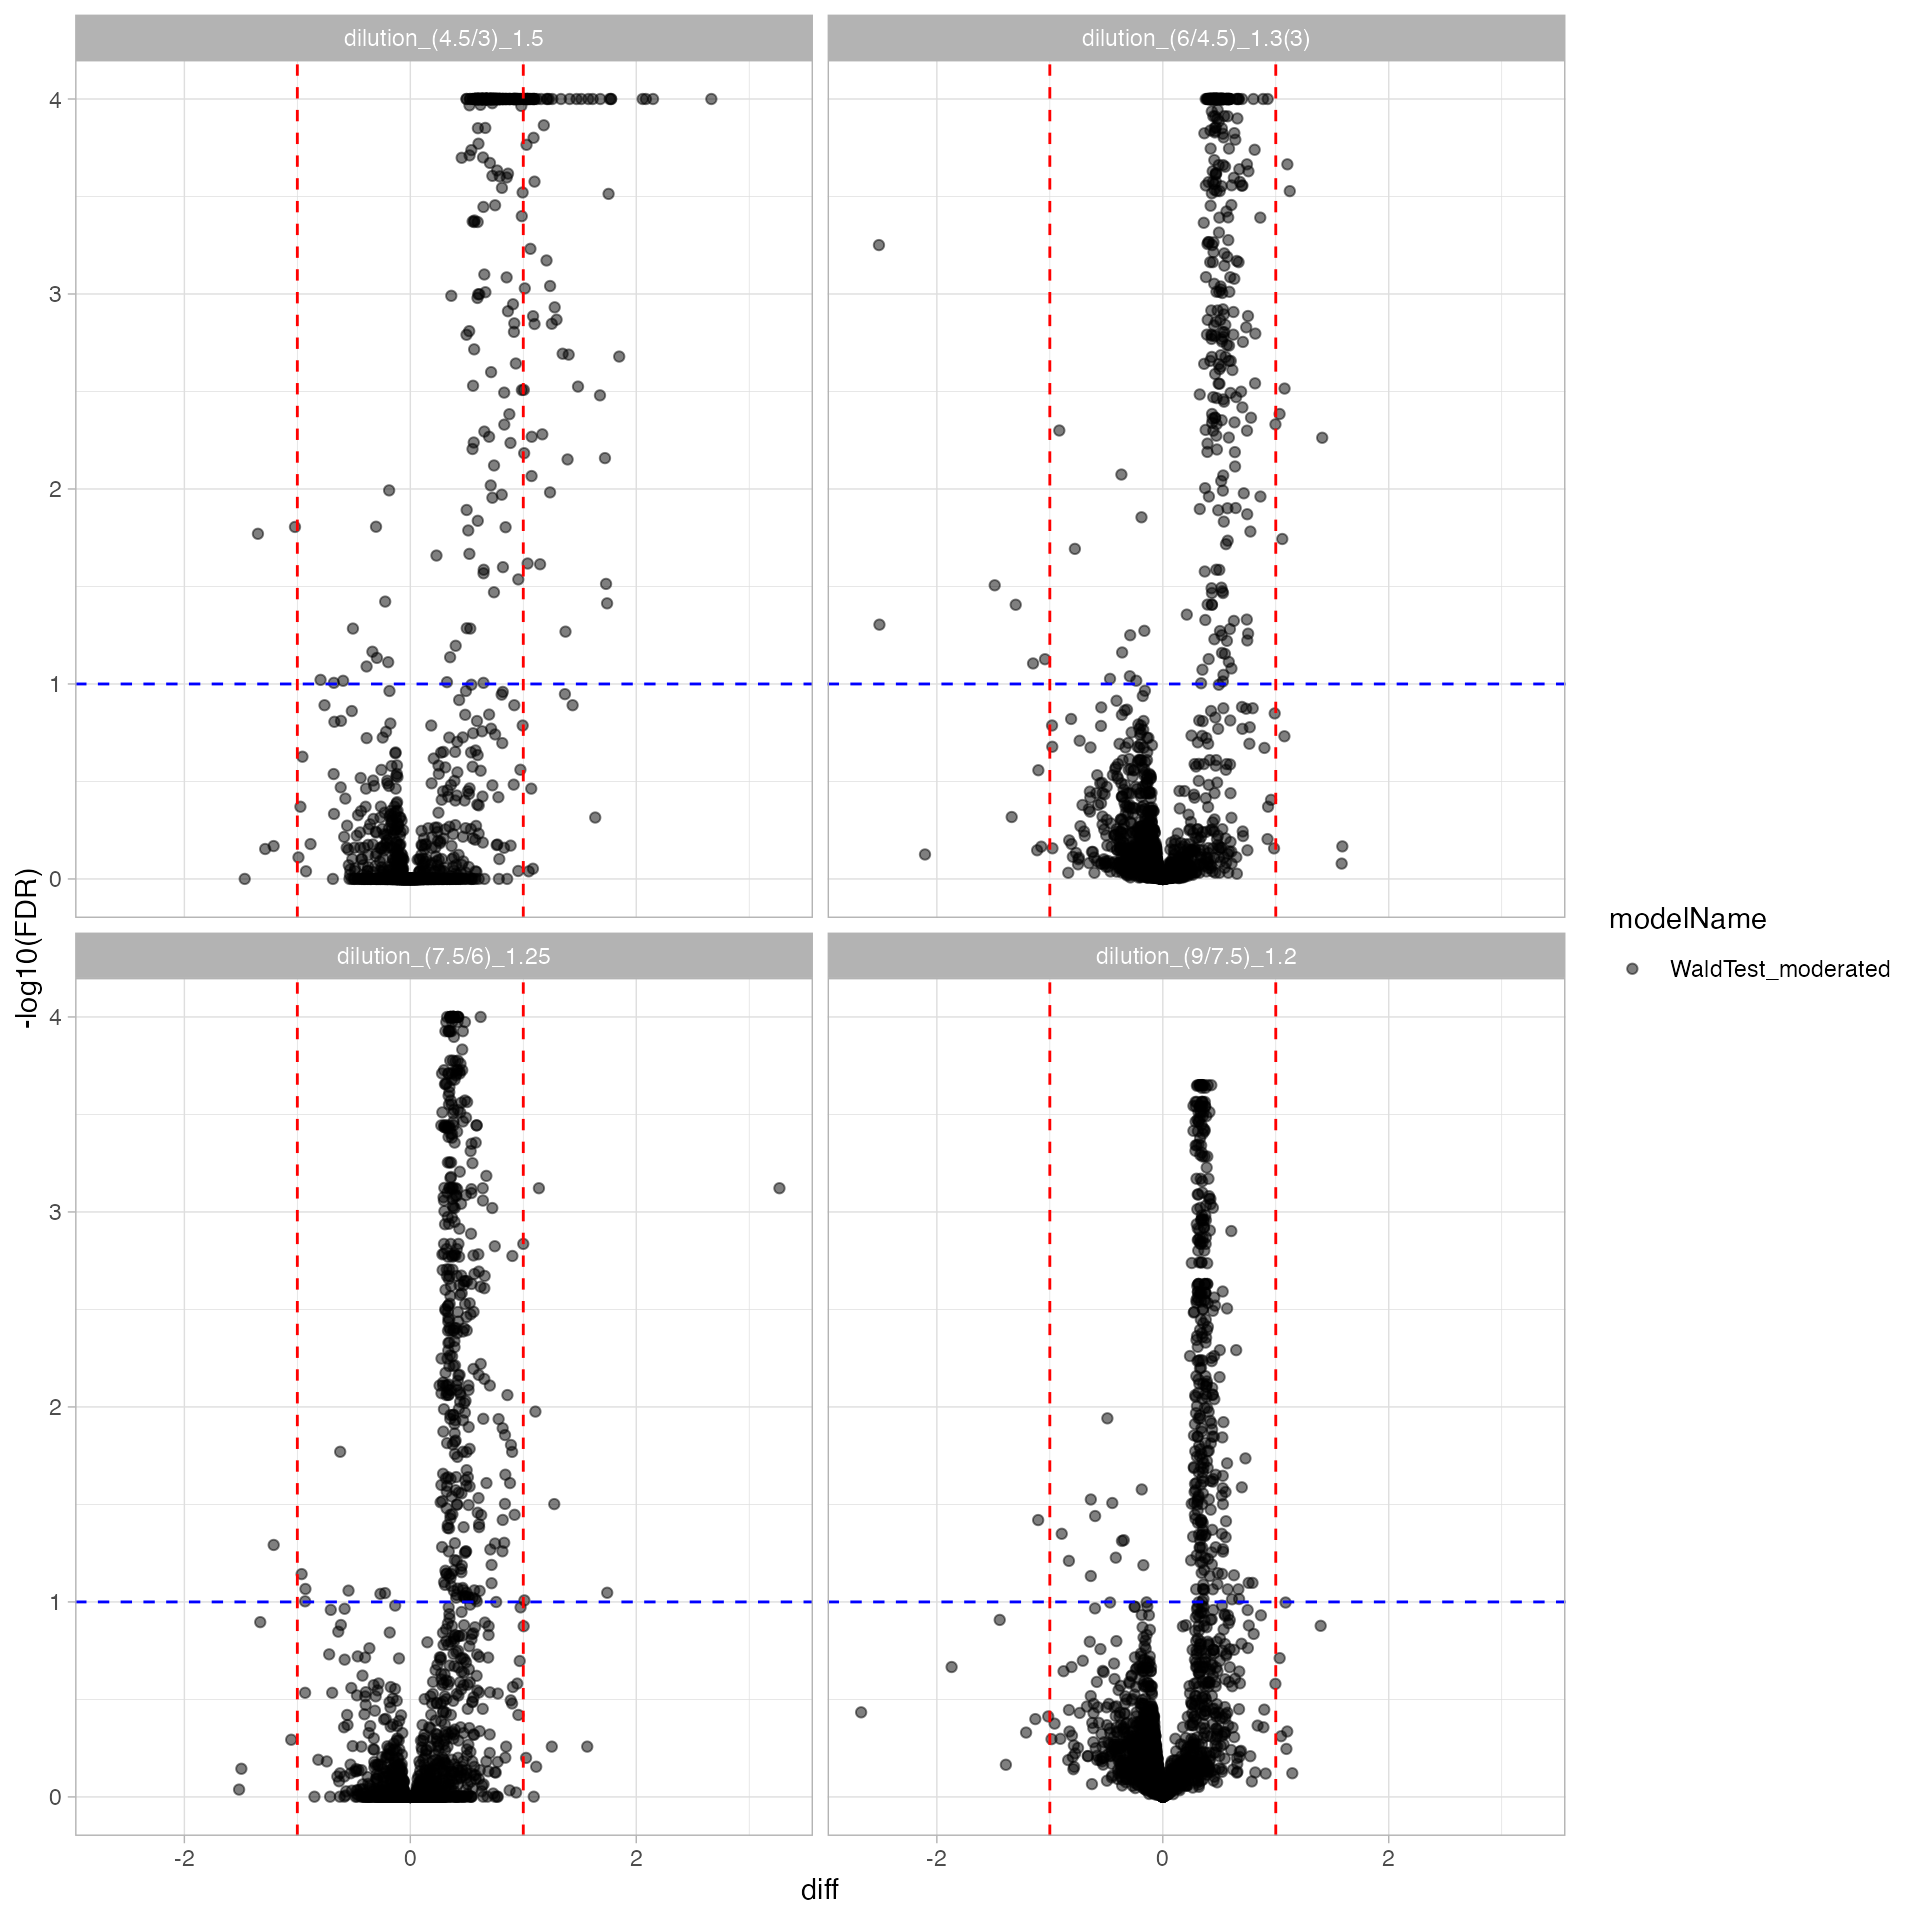 dilution_(4.5/3)_1.5
dilution_(6/4.5)_1.3(3)
4
3
2
1
0
dilution_(7.5/6)_1.25
dilution_(9/7.5)_1.2
4
3
2
1
0
-2
0
2
-2
0
2
diff
-log10(FDR)
modelName
WaldTest_moderated